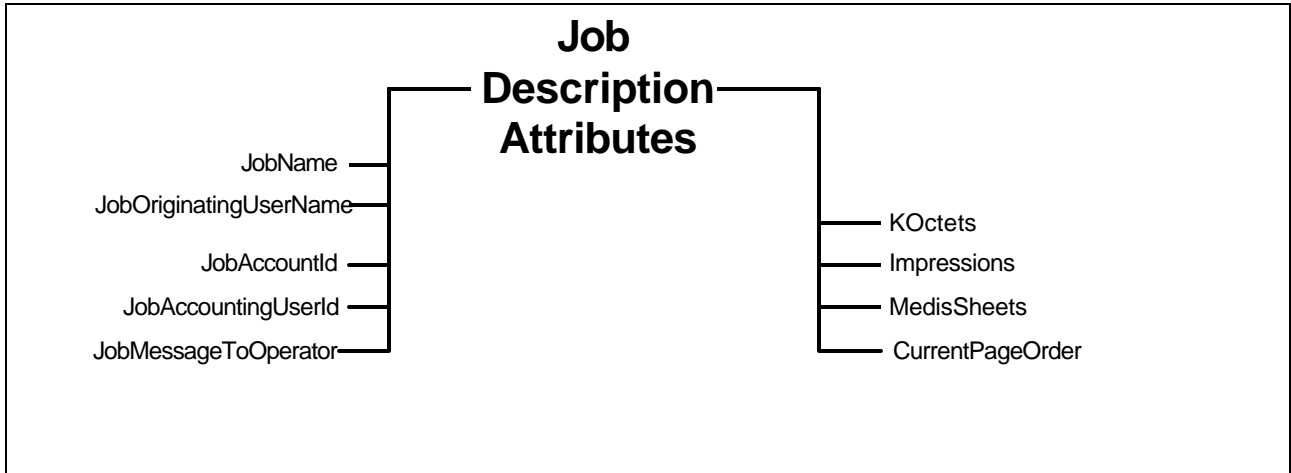 Job
Description
Attributes
JobName
JobOriginatingUserName
JobAccountId
JobAccountingUserId
JobMessageToOperator
KOctets
Impressions
MedisSheets
CurrentPageOrder